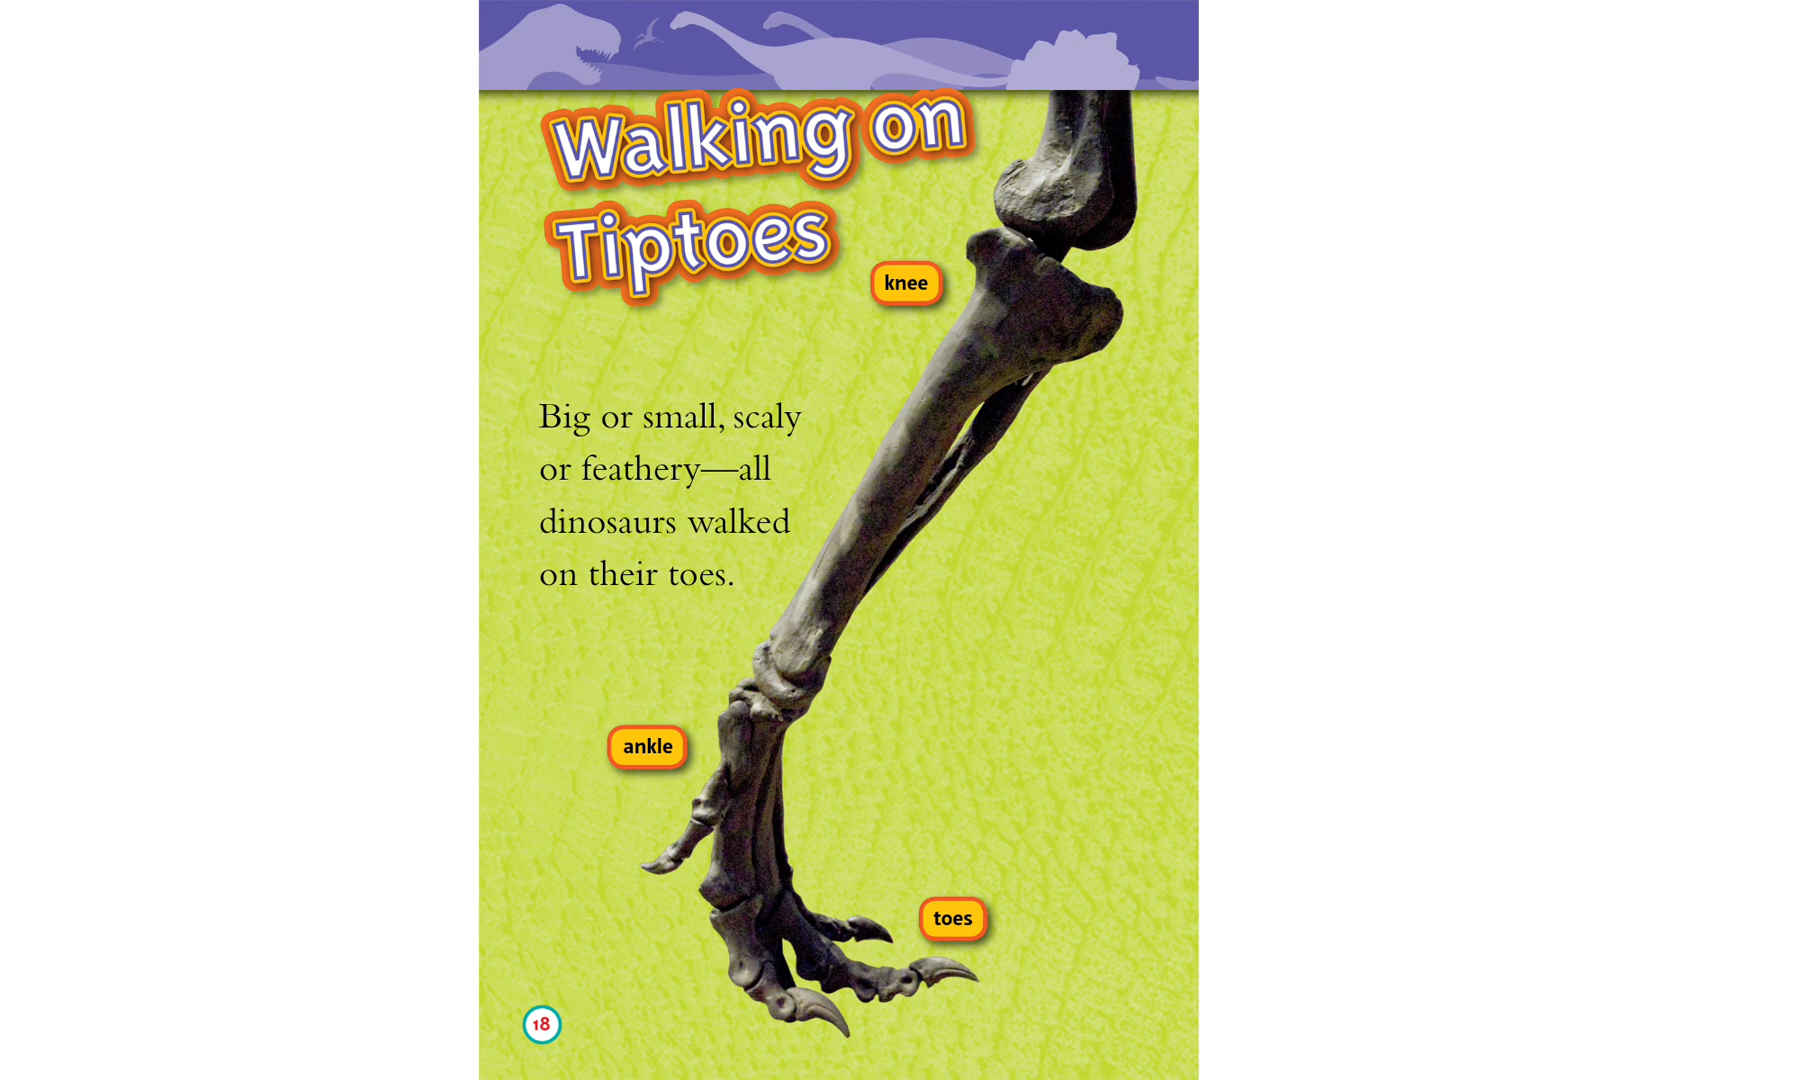 Walking on
Tiptoes
knee
Big or small, scaly
or feathery—all
dinosaurs walked
on their toes.
ankle
toes
18